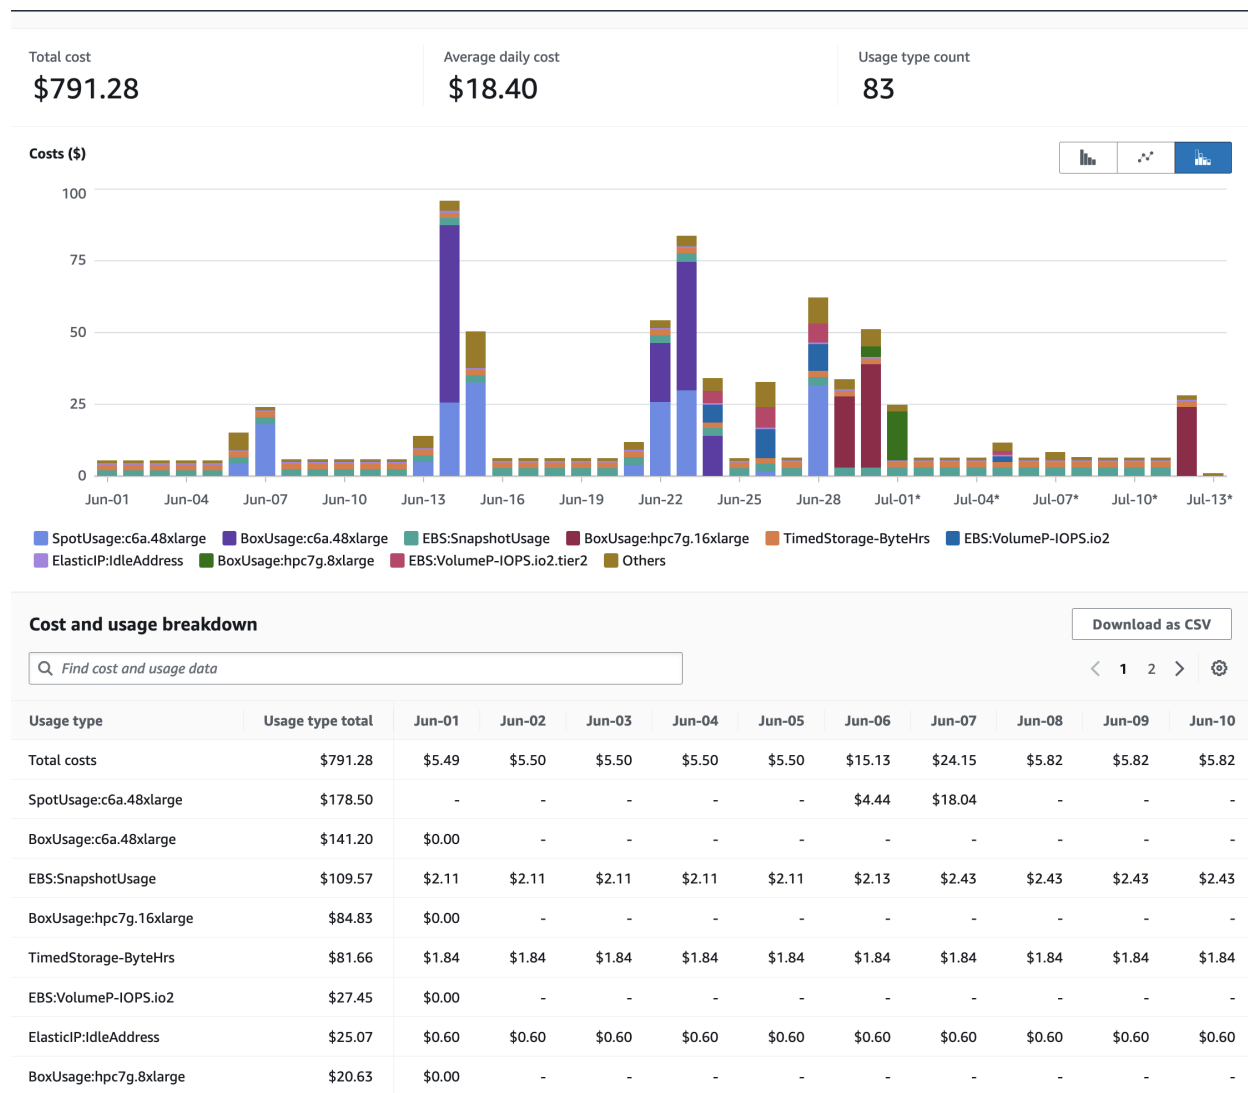 Total cost Average daily cost Usage type count
$791.28 $18.40 83
Costs ($)
100
75
50
25
0
Jun-01 Jun-04 Jun-07 Jun-10 Jun-13 Jun-16 Jun-19 Jun-22 Jun-25 Jun-28 Jul-01* Jul-04* Jul-07* Jul-10* Jul-13*
SpotUsage:c6a.48xlarge BoxUsage:c6a.48xlarge EBS:SnapshotUsage BoxUsage:hpc7g.16xlarge TimedStorage-ByteHrs EBS:VolumeP-IOPS.io2
ElasticIP:IdleAddress BoxUsage:hpc7g.8xlarge EBS:VolumeP-IOPS.io2.tier2 Others
Cost and usage breakdown Download as CSV
Find cost and usage data 1 2
Usage type Usage type total Jun-01 Jun-02 Jun-03 Jun-04 Jun-05 Jun-06 Jun-07 Jun-08 Jun-09 Jun-10
Total costs $791.28 $5.49 $5.50 $5.50 $5.50 $5.50 $15.13 $24.15 $5.82 $5.82 $5.82
SpotUsage:c6a.48xlarge $178.50 - - - - - $4.44 $18.04 - - -
BoxUsage:c6a.48xlarge $141.20 $0.00 - - - - - - - - -
EBS:SnapshotUsage $109.57 $2.11 $2.11 $2.11 $2.11 $2.11 $2.13 $2.43 $2.43 $2.43 $2.43
BoxUsage:hpc7g.16xlarge $84.83 $0.00 - - - - - - - - -
TimedStorage-ByteHrs $81.66 $1.84 $1.84 $1.84 $1.84 $1.84 $1.84 $1.84 $1.84 $1.84 $1.84
EBS:VolumeP-IOPS.io2 $27.45 $0.00 - - - - - - - - -
ElasticIP:IdleAddress $25.07 $0.60 $0.60 $0.60 $0.60 $0.60 $0.60 $0.60 $0.60 $0.60 $0.60
BoxUsage:hpc7g.8xlarge $20.63 $0.00 - - - - - - - - -